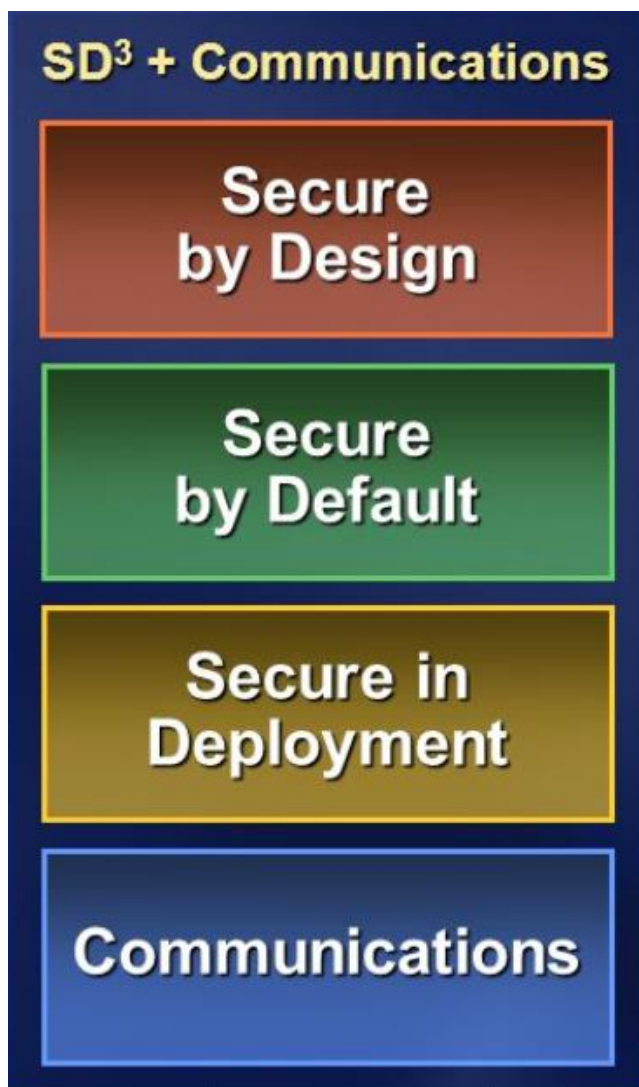 SD³ + Communications
Secure
by Design
Secure
by Default
Secure in
Deployment
Communications